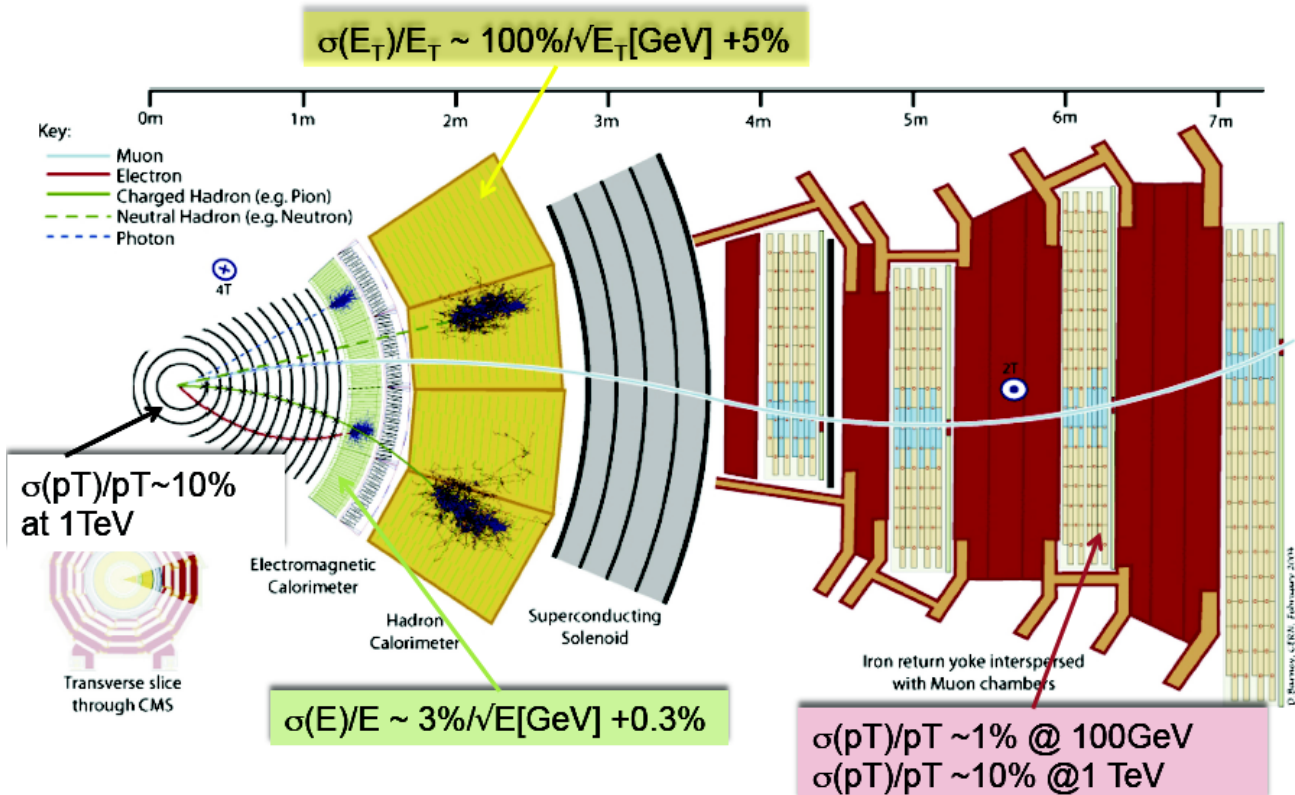 σ(E_T)/E_T ~ 100%/√E_T[GeV] +5%
0m 1m 2m 3m 4m 5m 6m 7m
Key:
Muon
Electron
Charged Hadron (e.g. Pion)
Neutral Hadron (e.g. Neutron)
Photon
4T
2T
σ(pT)/pT~10%
at 1TeV
Electromagnetic
Calorimeter
Hadron
Calorimeter
Superconducting
Solenoid
Iron return yoke interspersed
with Muon chambers
Transverse slice
through CMS
D Barney, CERN, February 2004
σ(E)/E ~ 3%/√E[GeV] +0.3%
σ(pT)/pT ~1% @ 100GeV
σ(pT)/pT ~10% @1 TeV